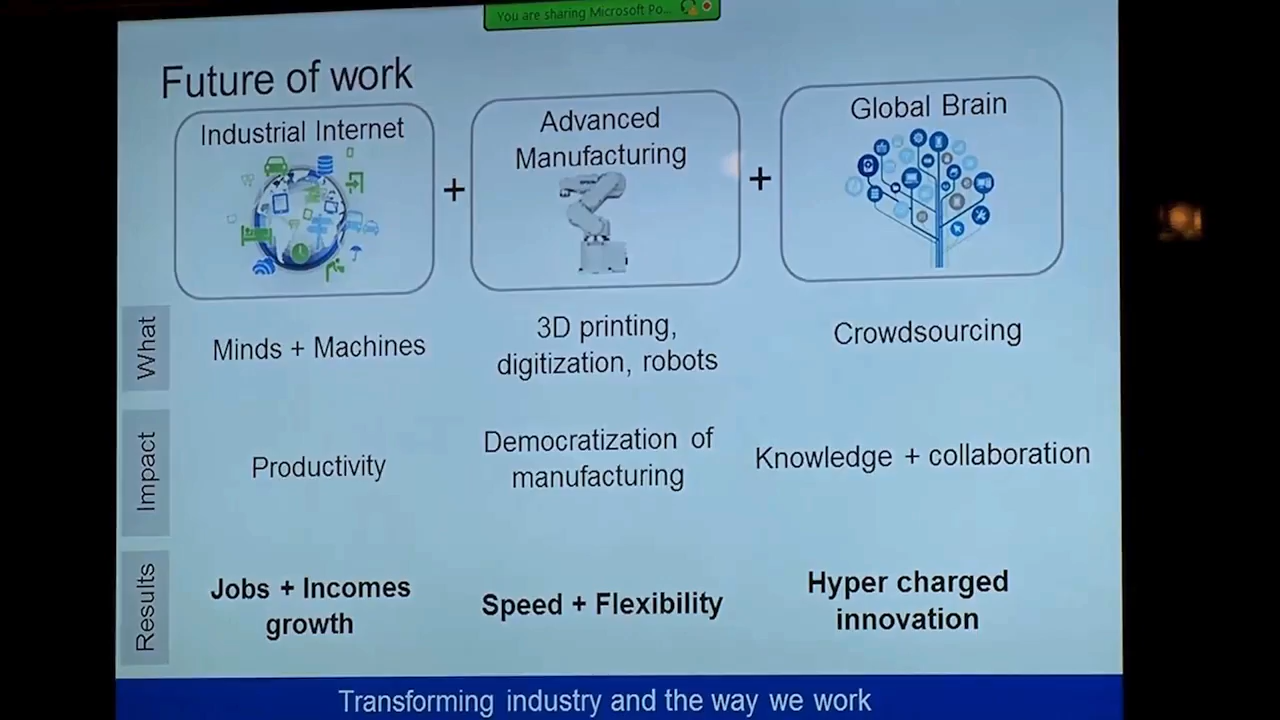 You are sharing Microsoft Po...
Future of work
Industrial Internet
+
Advanced
Manufacturing
+
Global Brain
What
Minds + Machines
3D printing,
digitization, robots
Crowdsourcing
Impact
Productivity
Democratization of
manufacturing
Knowledge + collaboration
Results
Jobs + Incomes
growth
Speed + Flexibility
Hyper charged
innovation
Transforming industry and the way we work